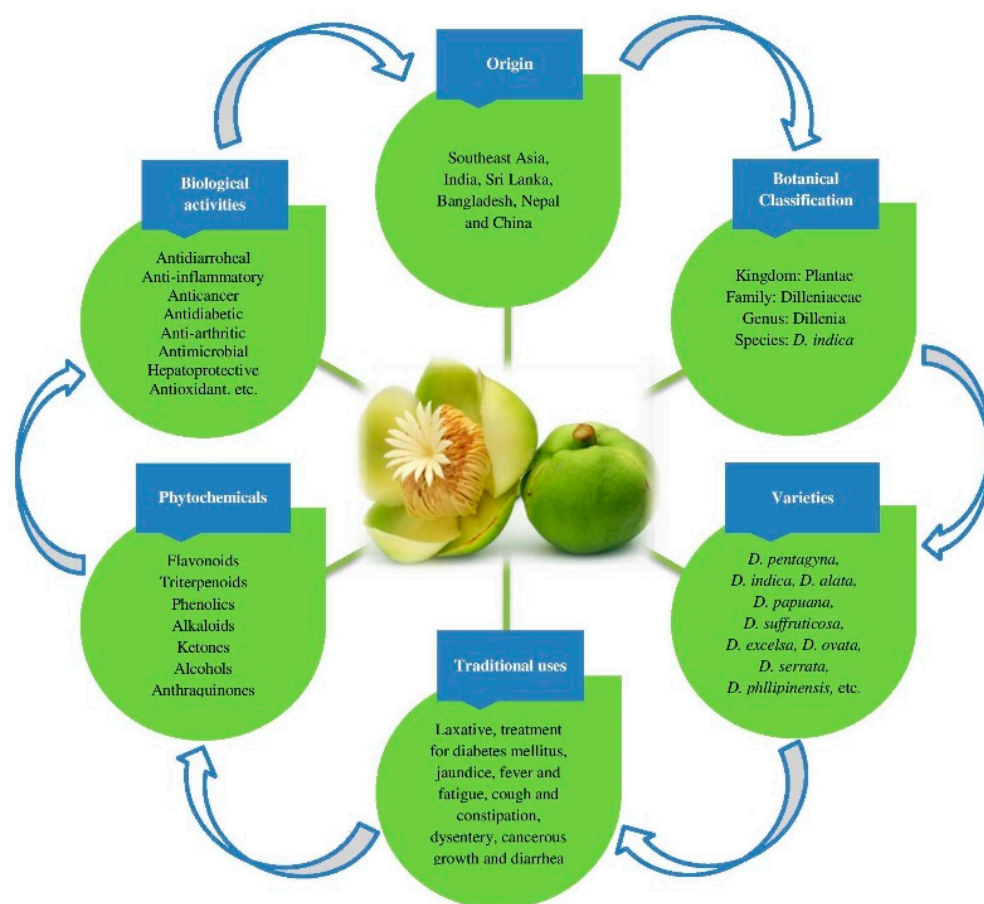 Origin
Southeast Asia,
India, Sri Lanka,
Bangladesh, Nepal
and China
Botanical
Classification
Kingdom: Plantae
Family: Dilleniaceae
Genus: Dillenia
Species: D. indica
Varieties
D. pentagyna,
D. indica, D. alata,
D. papuana,
D. suffruticosa,
D. excelsa, D. ovata,
D. serrata,
D. phllipinensis, etc.
Traditional uses
Laxative, treatment
for diabetes mellitus,
jaundice, fever and
fatigue, cough and
constipation,
dysentery, cancerous
growth and diarrhea
Phytochemicals
Flavonoids
Triterpenoids
Phenolics
Alkaloids
Ketones
Alcohols
Anthraquinones
Biological
activities
Antidiarroheal
Anti-inflammatory
Anticancer
Antidiabetic
Anti-arthritic
Antimicrobial
Hepatoprotective
Antioxidant. etc.